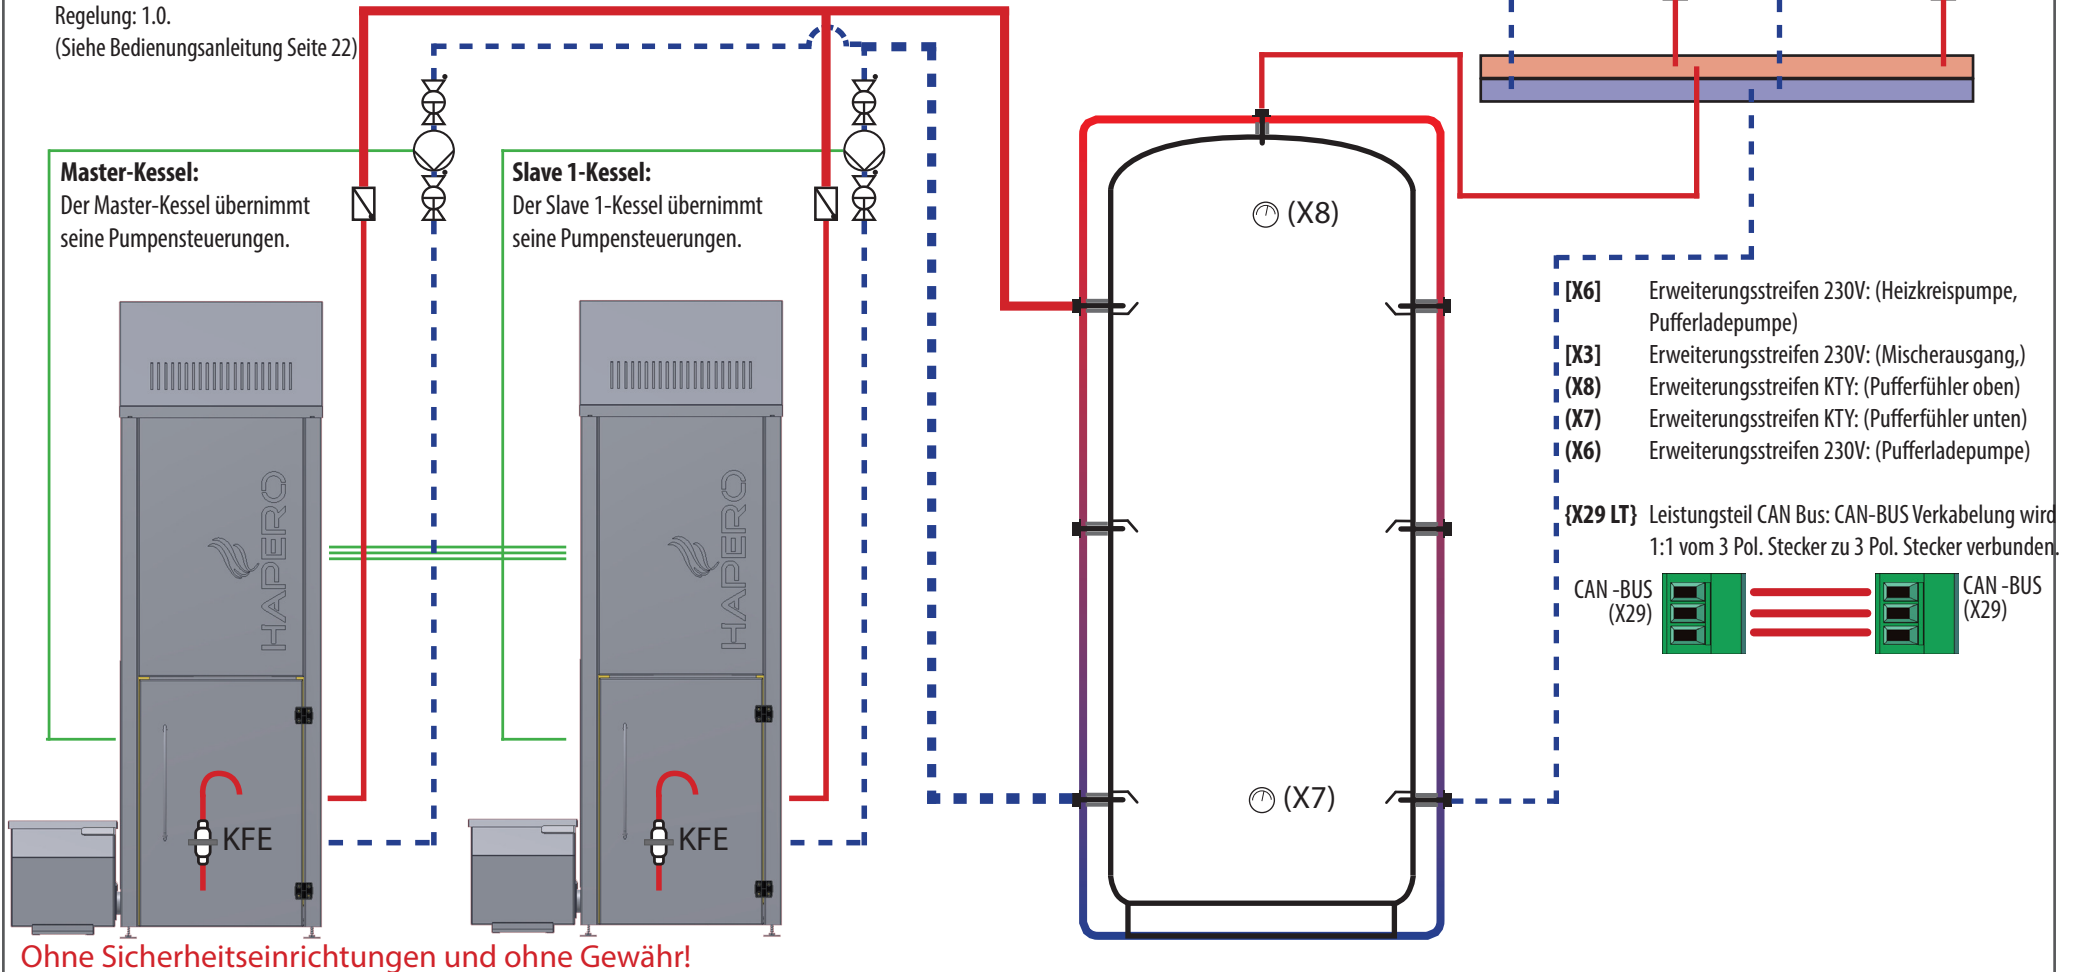 Regelung: 1.0.
(Siehe Bedienungsanleitung Seite 22)
Master-Kessel:
Der Master-Kessel übernimmt
seine Pumpensteuerungen.
Slave 1-Kessel:
Der Slave 1-Kessel übernimmt
seine Pumpensteuerungen.
HAPERO
KFE
HAPERO
KFE
(X8)
(X7)
[X6] Erweiterungsstreifen 230V: (Heizkreispumpe,
Pufferladepumpe)
[X3] Erweiterungsstreifen 230V: (Mischerausgang,)
(X8) Erweiterungsstreifen KTY: (Pufferfühler oben)
(X7) Erweiterungsstreifen KTY: (Pufferfühler unten)
(X6) Erweiterungsstreifen 230V: (Pufferladepumpe)
{X29 LT} Leistungsteil CAN Bus: CAN-BUS Verkabelung wird
1:1 vom 3 Pol. Stecker zu 3 Pol. Stecker verbunden.
CAN -BUS
(X29)
CAN -BUS
(X29)
Ohne Sicherheitseinrichtungen und ohne Gewähr!